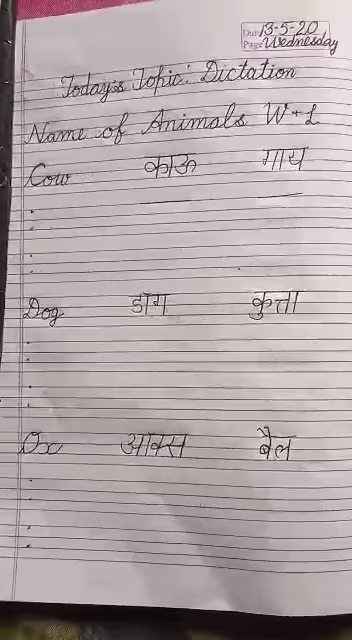 Date 13-5-20
Page Wednesday
Today's Topic: Dictation
Name of Animals W+L
Cow काऊ गाय
Dog डॉग कुत्ता
Ox आक्स बैल